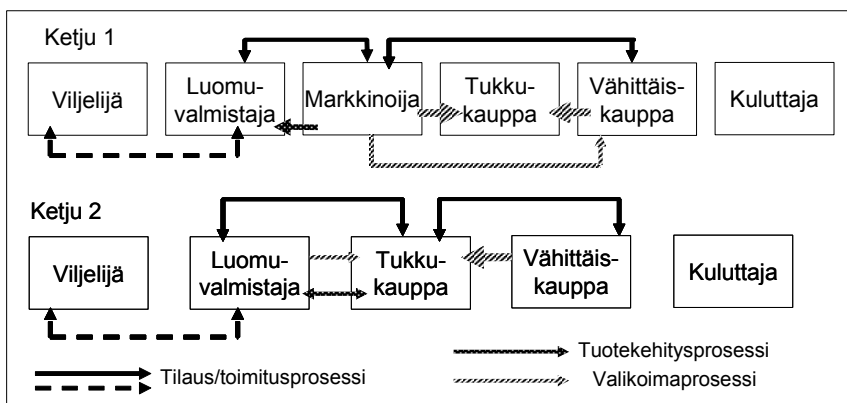 Ketju 1
Viljelijä
Luomu-
valmistaja
Markkinoija
Tukku-
kauppa
Vähittäis-
kauppa
Kuluttaja
Ketju 2
Viljelijä
Luomu-
valmistaja
Tukku-
kauppa
Vähittäis-
kauppa
Kuluttaja
Tilaus/toimitusprosessi
Tuotekehitysprosessi
Valikoimaprosessi